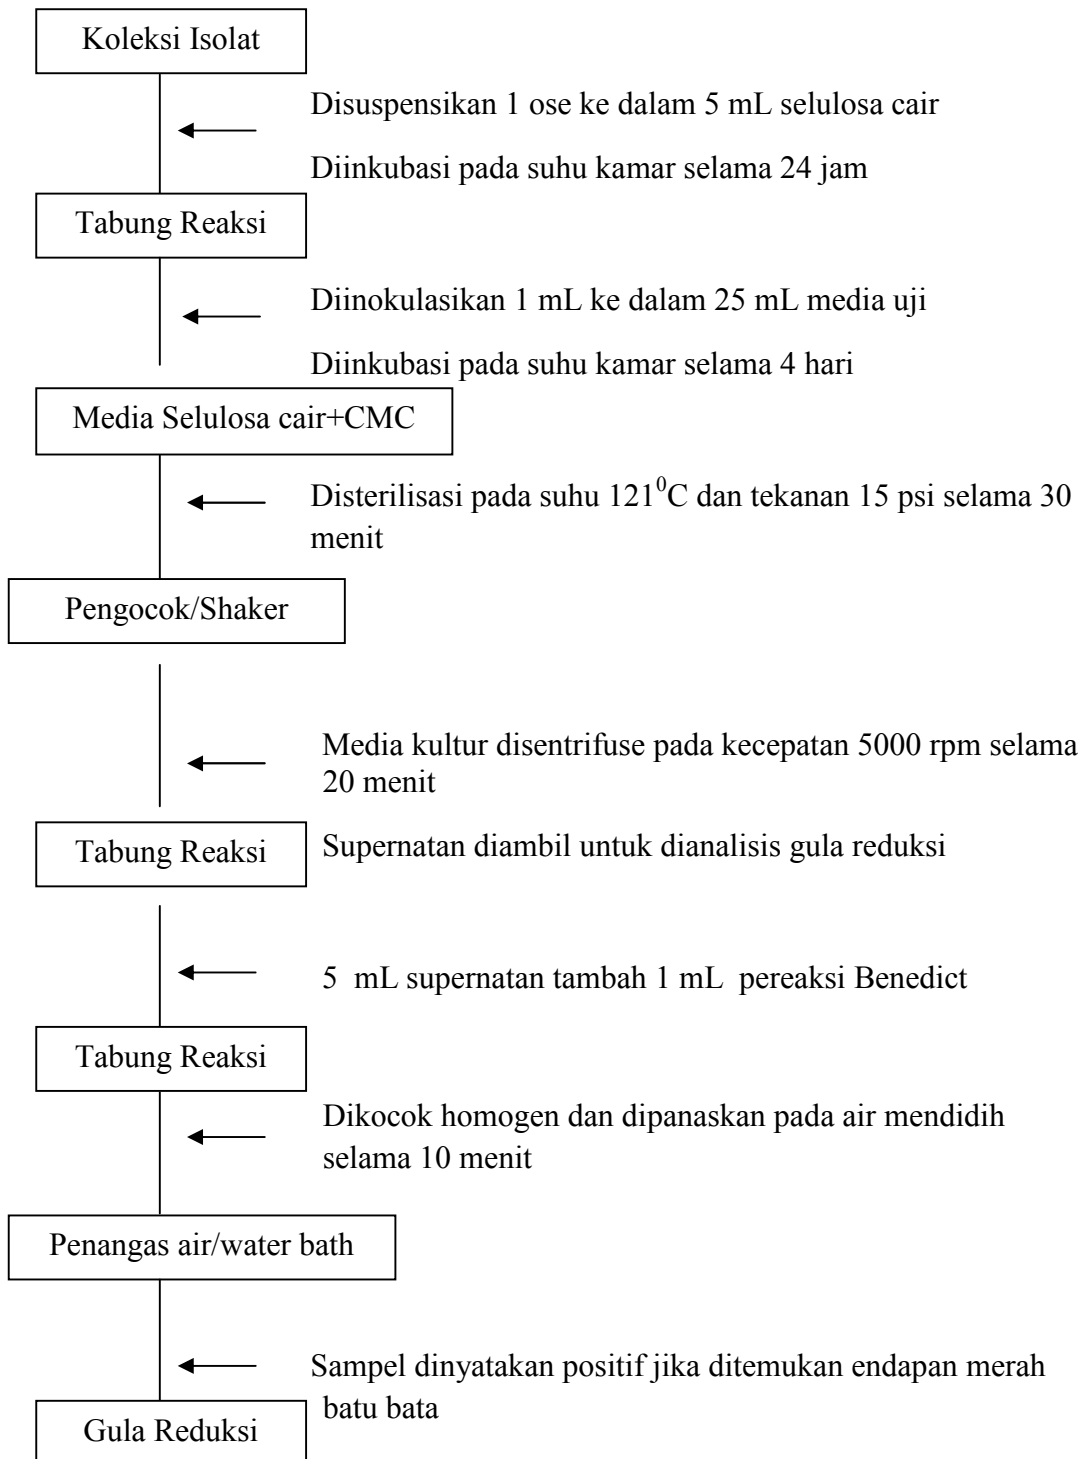 Koleksi Isolat
Disuspensikan 1 ose ke dalam 5 mL selulosa cair
Diinkubasi pada suhu kamar selama 24 jam
Tabung Reaksi
Diinokulasikan 1 mL ke dalam 25 mL media uji
Diinkubasi pada suhu kamar selama 4 hari
Media Selulosa cair+CMC
Disterilisasi pada suhu 121⁰C dan tekanan 15 psi selama 30
menit
Pengocok/Shaker
Media kultur disentrifuse pada kecepatan 5000 rpm selama
20 menit
Tabung Reaksi
Supernatan diambil untuk dianalisis gula reduksi
5 mL supernatan tambah 1 mL pereaksi Benedict
Tabung Reaksi
Dikocok homogen dan dipanaskan pada air mendidih
selama 10 menit
Penangas air/water bath
Sampel dinyatakan positif jika ditemukan endapan merah
batu bata
Gula Reduksi